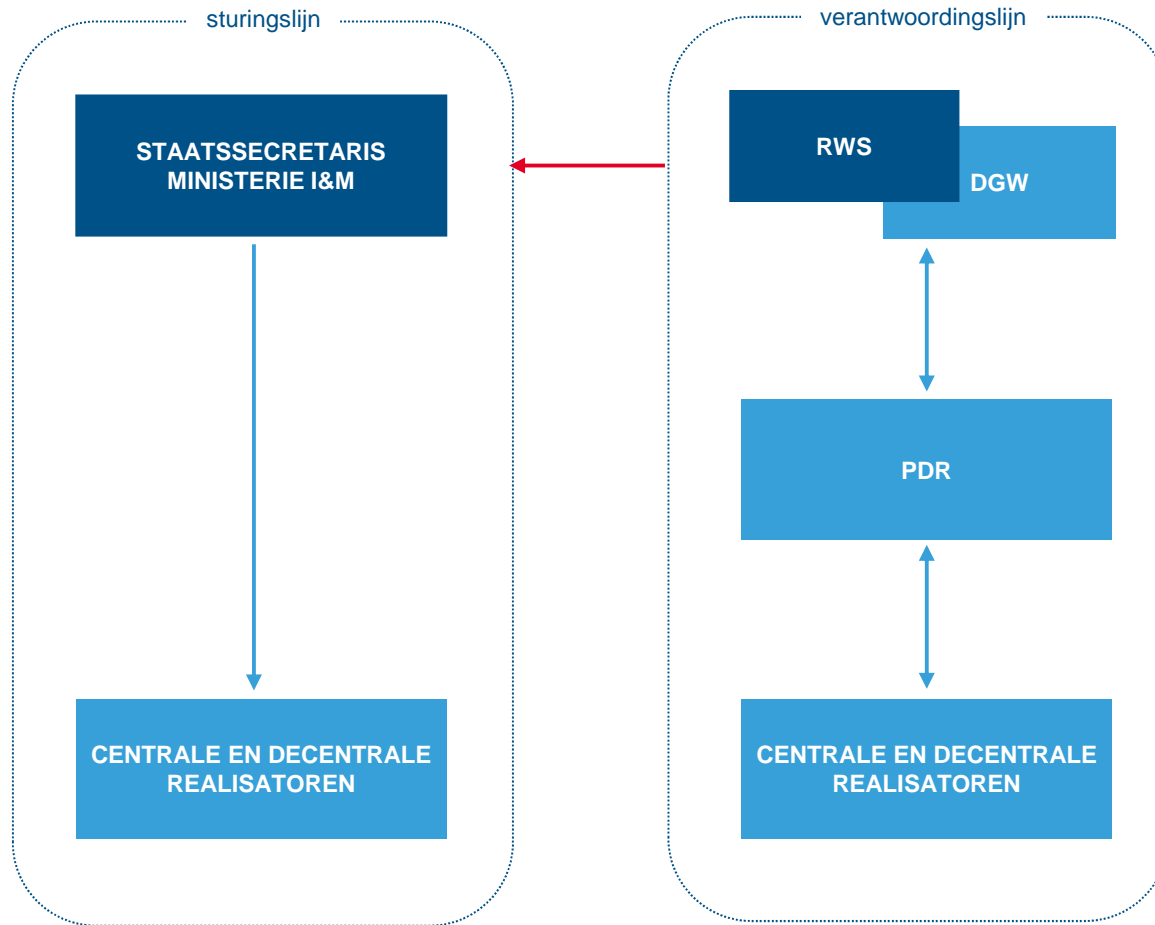 sturingslijn
STAATSSECRETARIS
MINISTERIE I&M
CENTRALE EN DECENTRALE
REALISATOREN
verantwoordingslijn
RWS
DGW
PDR
CENTRALE EN DECENTRALE
REALISATOREN